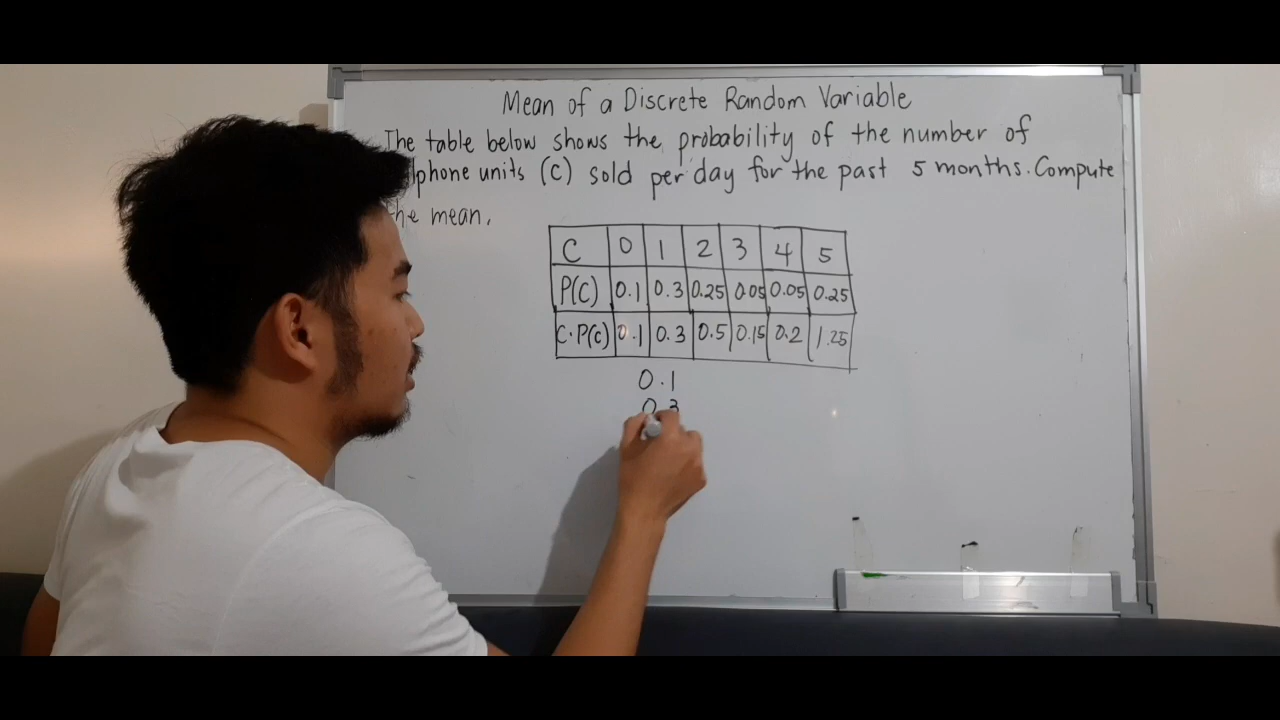 Mean of a Discrete Random Variable
The table below shows the probability of the number of
phone units (C) sold per day for the past 5 months. Compute
the mean.
C 0 1 2 3 4 5
P(C) 0.1 0.3 0.25 0.05 0.05 0.25
C·P(C) 0.1 0.3 0.5 0.15 0.2 1.25
0.1
0.3